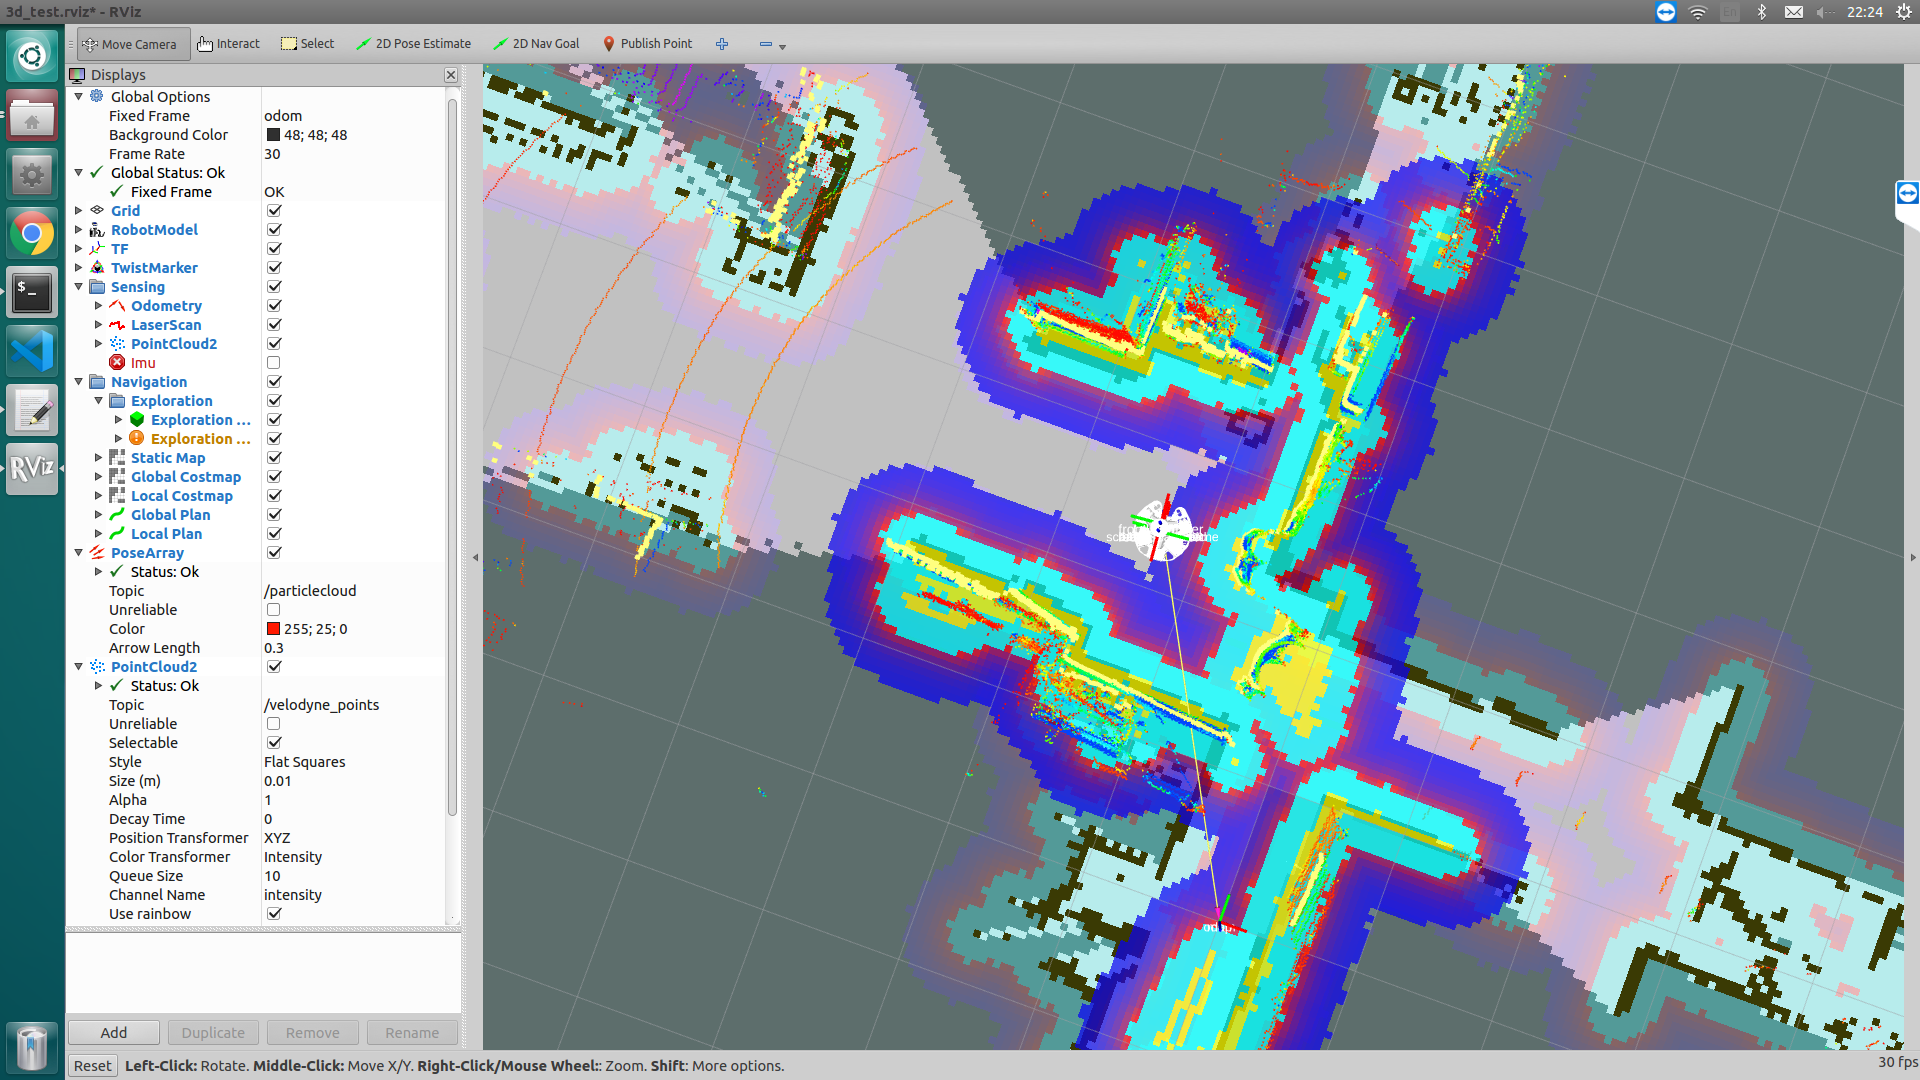 3d_test.rviz* - RViz
En
22:24
Move Camera
Interact
Select
2D Pose Estimate
2D Nav Goal
Publish Point
Displays
Global Options
Fixed Frame odom
Background Color 48; 48; 48
Frame Rate 30
Global Status: Ok
Fixed Frame OK
Grid
RobotModel
TF
TwistMarker
Sensing
Odometry
LaserScan
PointCloud2
Imu
Navigation
Exploration
Exploration ...
Exploration ...
Static Map
Global Costmap
Local Costmap
Global Plan
Local Plan
PoseArray
Status: Ok
Topic /particlecloud
Unreliable
Color 255; 25; 0
Arrow Length 0.3
PointCloud2
Status: Ok
Topic /velodyne_points
Unreliable
Selectable
Style Flat Squares
Size (m) 0.01
Alpha 1
Decay Time 0
Position Transformer XYZ
Color Transformer Intensity
Queue Size 10
Channel Name intensity
Use rainbow
Add
Duplicate
Remove
Rename
Reset
Left-Click: Rotate. Middle-Click: Move X/Y. Right-Click/Mouse Wheel:: Zoom. Shift: More options.
30 fps
$_
RViz